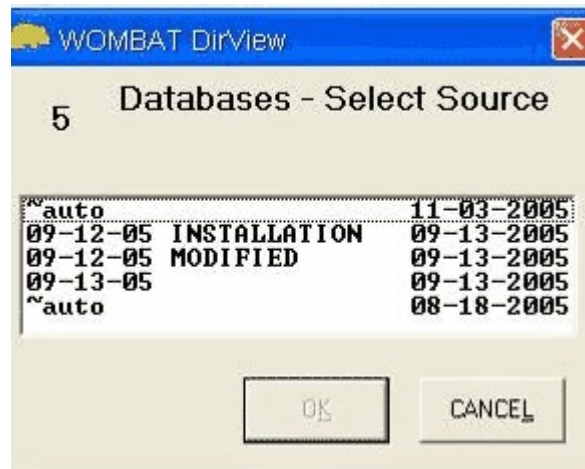 WOMBAT DirView
5 Databases - Select Source
~auto 11-03-2005
09-12-05 INSTALLATION 09-13-2005
09-12-05 MODIFIED 09-13-2005
09-13-05 09-13-2005
~auto 08-18-2005
OK CANCEL